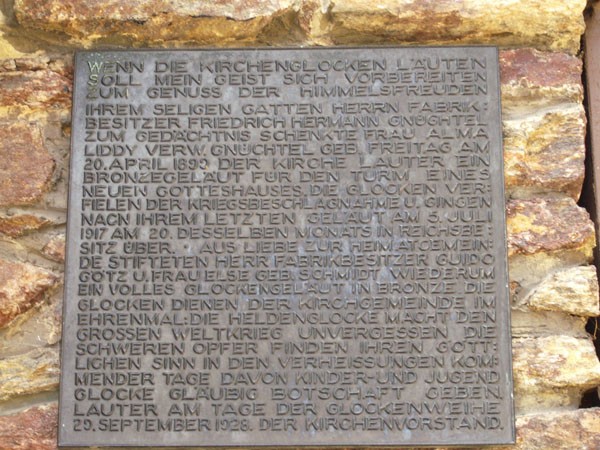 WENN DIE KIRCHENGLOCKEN LÄUTEN
SOLL MEIN GEIST SICH VORBEREITEN
ZUM GENUSS DER HIMMELSFREUDEN
IHREM SELIGEN GATTEN HERRN FABRIK:
BESITZER FRIEDRICH HERMANN GNÜCHTEL
ZUM GEDÄCHTNIS SCHENKTE FRAU ALMA
LIDDY VERW. GNÜCHTEL GEB. FREITAG AM
20. APRIL 1899 DER KIRCHE LAUTER EIN
BRONZEGELÄUT FÜR DEN TURM EINES
NEUEN GOTTESHAUSES. DIE GLOCKEN VER-
FIELEN DER KRIEGSBESCHLAGNAHME U. GINGEN
NACH IHREM LETZTEN GELÄUT AM 5. JULI
1917 AM 20. DESSELBEN MONATS IN REICHSBE:
SITZ ÜBER. AUS LIEBE ZUR HEIMATGEMEIN:
DE STIFTETEN HERR FABRIKBESITZER GUIDO
GÖTZ U. FRAU ELSE GEB. SCHMIDT WIEDERUM
EIN VOLLES GLOCKENGELÄUT IN BRONZE DIE
GLOCKEN DIENEN DER KIRCHGEMEINDE IM
EHRENMAL: DIE HELDENGLOCKE MACHT DEN
GROSSEN WELTKRIEG UNVERGESSEN DIE
SCHWEREN OPFER FINDEN IHREN GÖTT-
LICHEN SINN IN DEN VERHEISSUNGEN KOM-
MENDER TAGE DAVON KINDER-UND JUGEND
GLOCKE GLÄUBIG BOTSCHAFT GEBEN.
LAUTER AM TAGE DER GLOCKENWEIHE
29. SEPTEMBER 1928. DER KIRCHENVORSTAND.